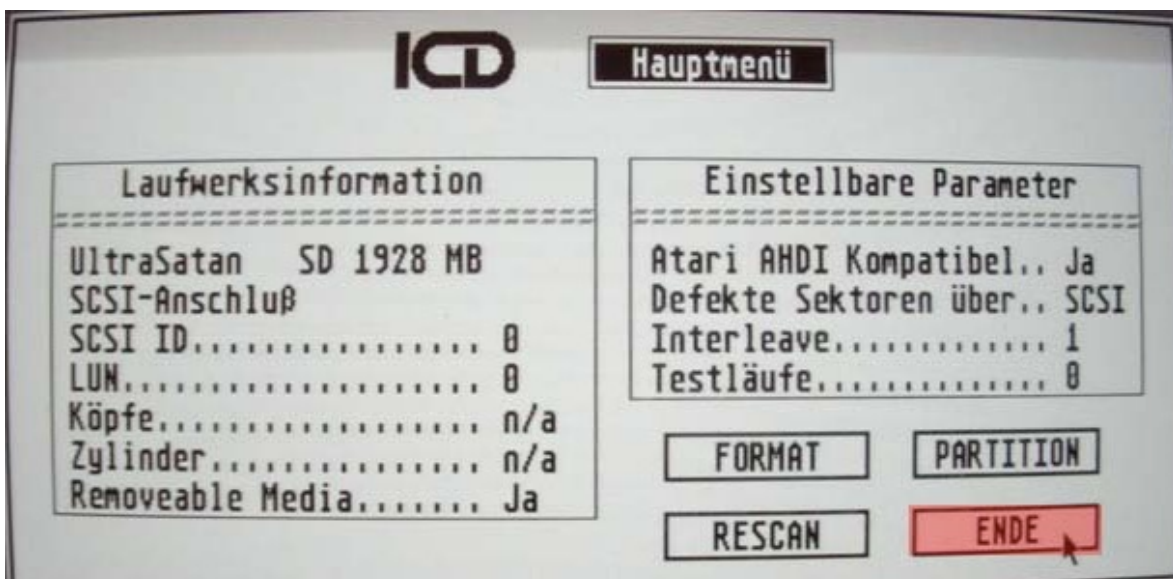 ICD
Hauptmenü
Laufwerksinformation
================================
UltraSatan SD 1928 MB
SCSI-Anschluß
SCSI ID................. 0
LUN..................... 0
Köpfe................... n/a
Zylinder................ n/a
Removeable Media....... Ja
Einstellbare Parameter
================================
Atari AHDI Kompatibel.. Ja
Defekte Sektoren über.. SCSI
Interleave.............. 1
Testläufe............... 0
FORMAT
PARTITION
RESCAN
ENDE